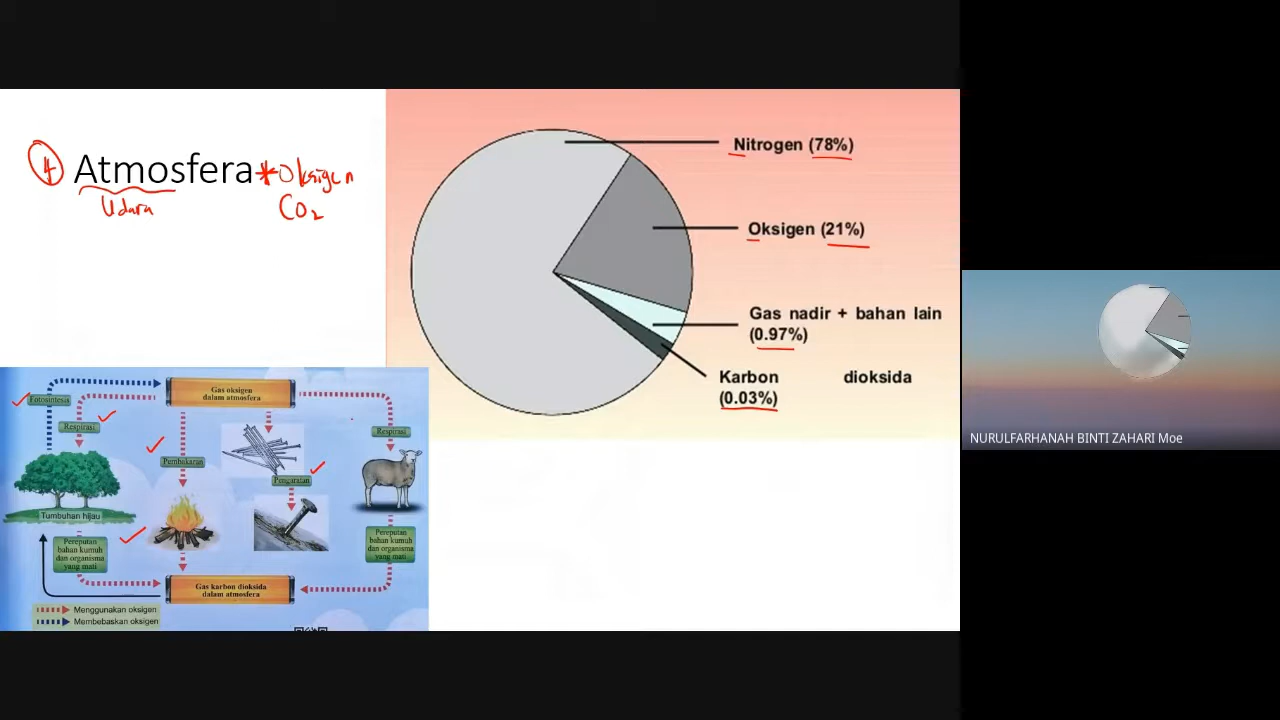 4 Atmosfera *Oksigen
Udara CO2
Nitrogen (78%)
Oksigen (21%)
Gas nadir + bahan lain
(0.97%)
Karbon dioksida
(0.03%)
Gas oksigen
dalam atmosfera
Fotosintesis
Respirasi
Respirasi
Pembakaran
Pengaratan
Tumbuhan hijau
Pereputan
bahan kumuh
dan organisma
yang mati
Pereputan
bahan kumuh
dan organisma
yang mati
Gas karbon dioksida
dalam atmosfera
Menggunakan oksigen
Membebaskan oksigen
NURULFARHANAH BINTI ZAHARI Moe